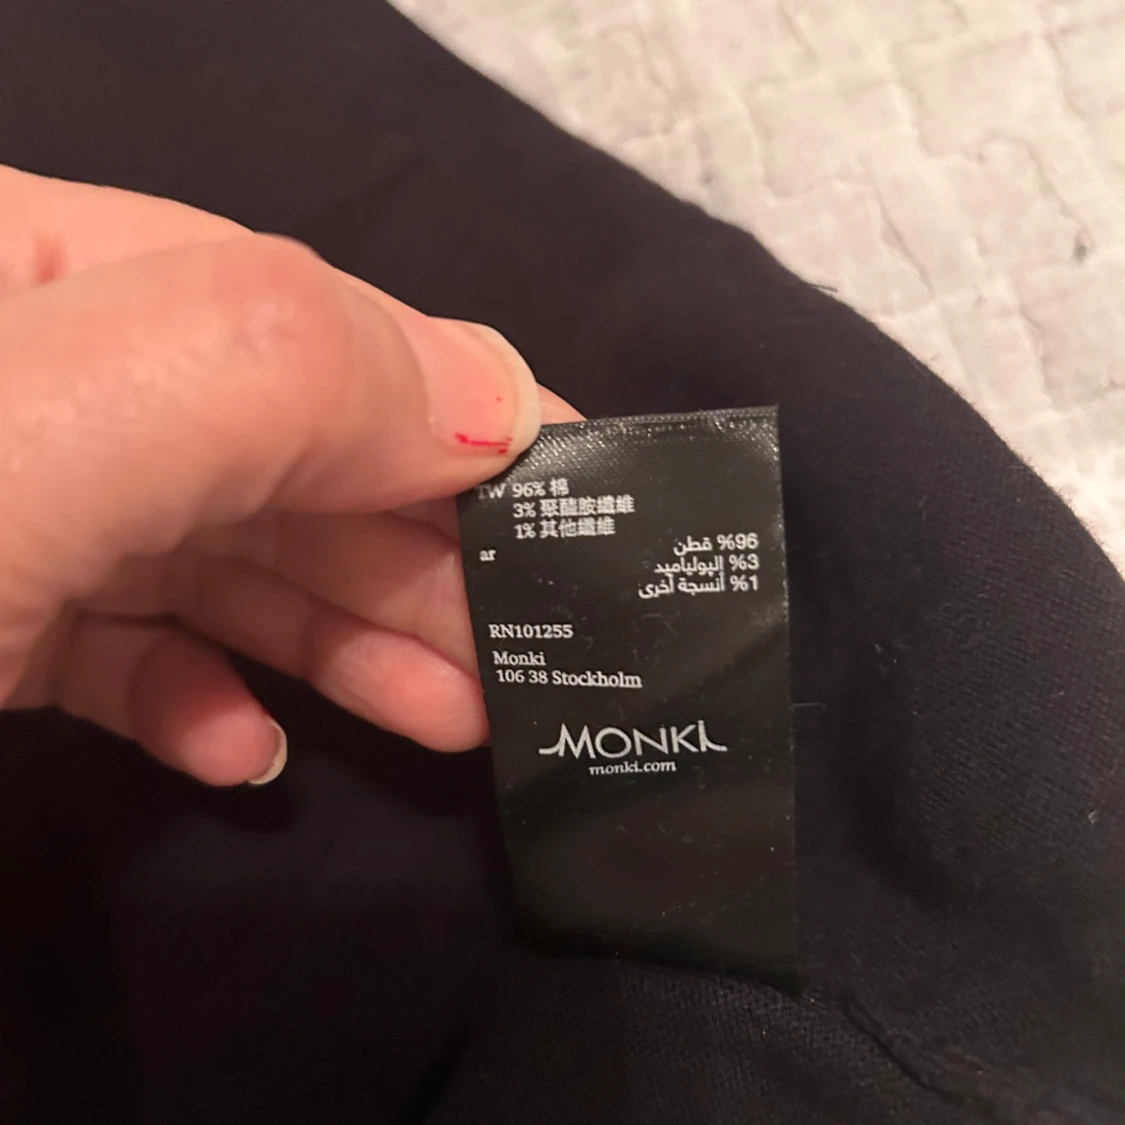 TW 96% 棉
3% 聚醯胺纖維
1% 其他纖維
ar
%96 قطن
%3 إلبولياميد
%1 أنسجة أخرى
RN101255
Monki
106 38 Stockholm
MONKI
monki.com